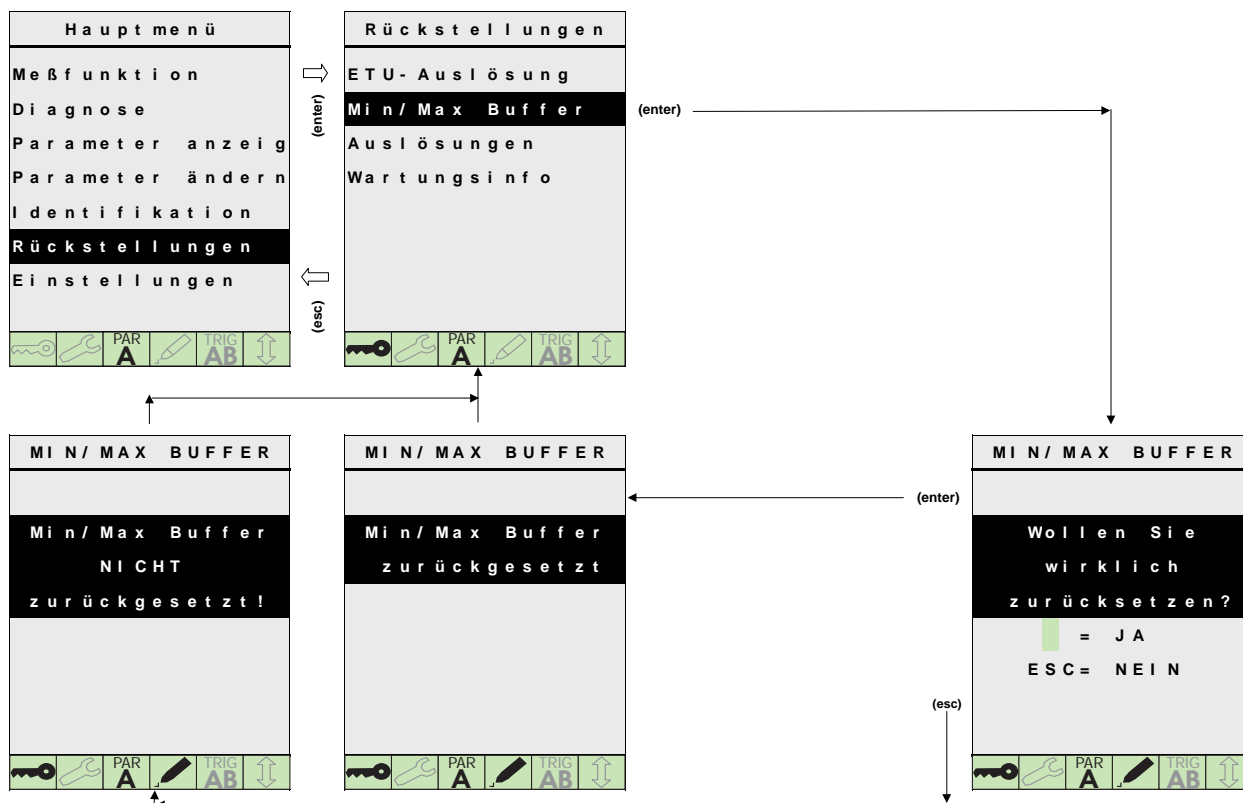 Hauptmenü
Meßfunktion
Diagnose
Parameter anzeig
Parameter ändern
Identifikation
Rückstellungen
Einstellungen
PAR
A
TRIG
AB
(enter)
(esc)
Rückstellungen
ETU-Auslösung
Min/Max Buffer
Auslösungen
Wartungsinfo
PAR
A
TRIG
AB
(enter)
MIN/MAX BUFFER
Min/Max Buffer
NICHT
zurückgesetzt!
PAR
A
TRIG
AB
MIN/MAX BUFFER
Min/Max Buffer
zurückgesetzt
PAR
A
TRIG
AB
(enter)
(esc)
MIN/MAX BUFFER
Wollen Sie
wirklich
zurücksetzen?
= JA
ESC= NEIN
PAR
A
TRIG
AB